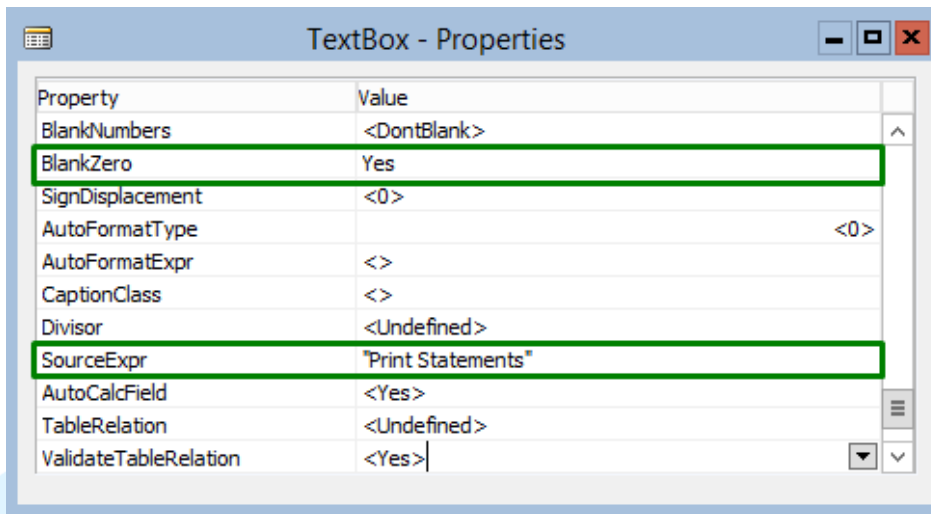 TextBox - Properties
Property Value
BlankNumbers <DontBlank>
BlankZero Yes
SignDisplacement <0>
AutoFormatType <0>
AutoFormatExpr <>
CaptionClass <>
Divisor <Undefined>
SourceExpr "Print Statements"
AutoCalcField <Yes>
TableRelation <Undefined>
ValidateTableRelation <Yes>